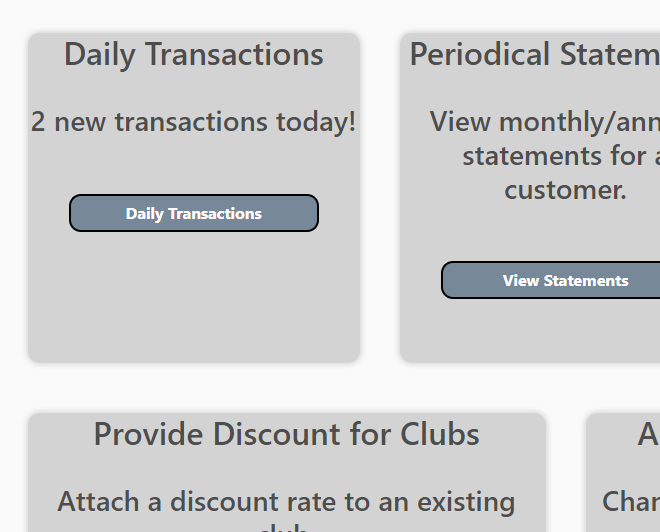 Daily Transactions
2 new transactions today!
Daily Transactions
Periodical Statem
View monthly/ann
statements for a
customer.
View Statements
Provide Discount for Clubs
Attach a discount rate to an existing
club
A
Char